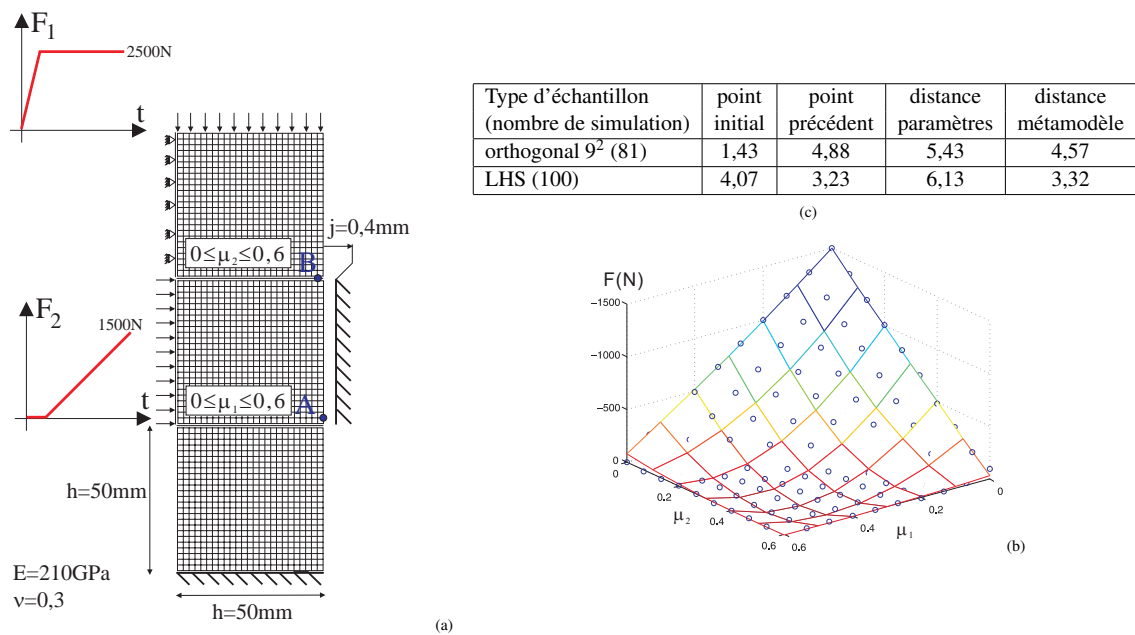 F₁
2500N
t
j=0,4mm
0≤μ₂≤0,6
B
F₂
1500N
t
0≤μ₁≤0,6
A
h=50mm
E=210GPa
ν=0,3
h=50mm
(a)
Type d'échantillon (nombre de simulation) | point initial | point précédent | distance paramètres | distance métamodèle
orthogonal 9² (81) | 1,43 | 4,88 | 5,43 | 4,57
LHS (100) | 4,07 | 3,23 | 6,13 | 3,32
(c)
F(N)
−1500
−1000
−500
0
0
0.2
0.4
0.6
μ₂
0.6
0.4
0.2
0
μ₁
(b)